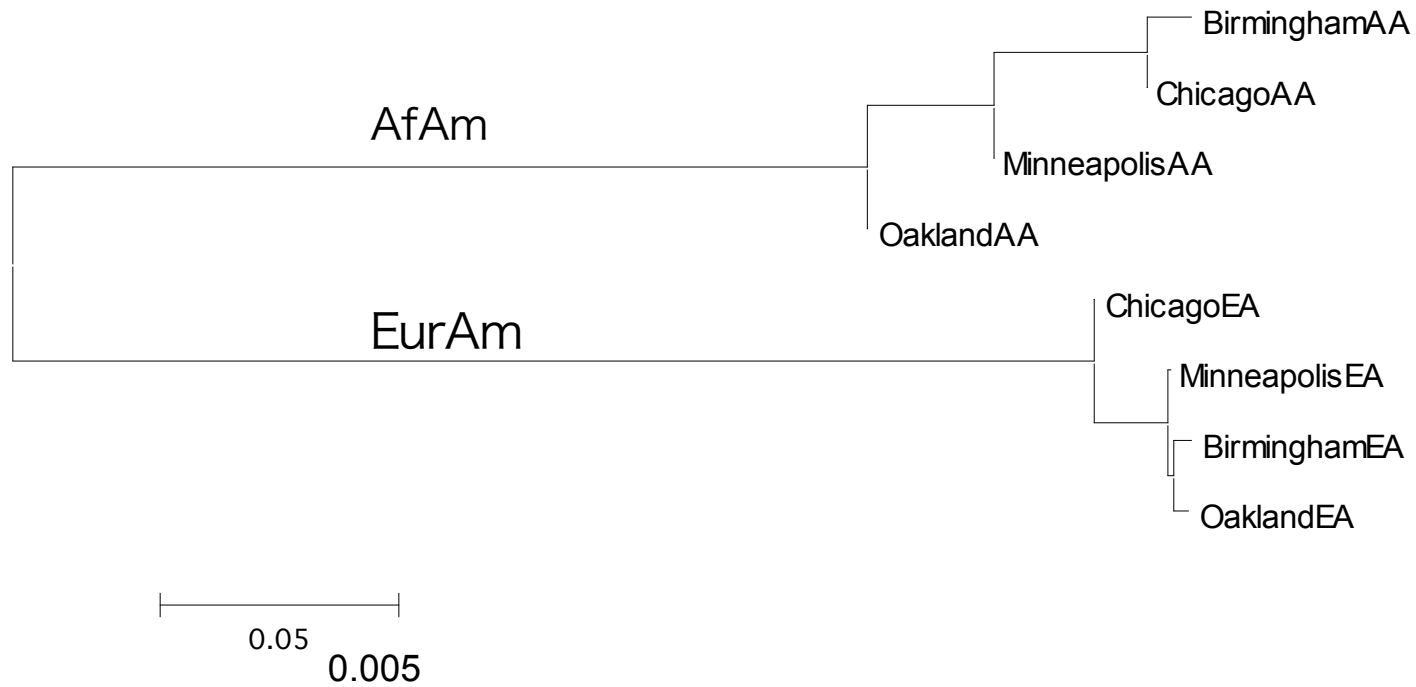 BirminghamAA
ChicagoAA
AfAm
MinneapolisAA
OaklandAA
ChicagoEA
EurAm
MinneapolisEA
BirminghamEA
OaklandEA
0.05
0.005